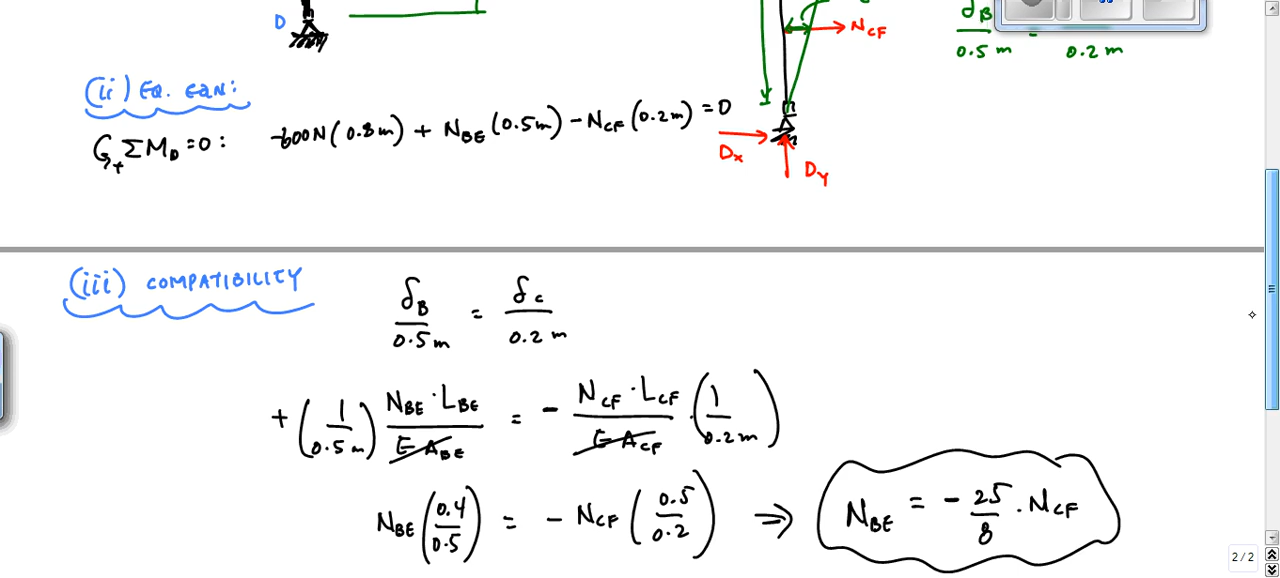 D
N_CF
δ_B / 0.5 m = / 0.2 m
(ii) EQ. EQN:
↺+ ΣM_D = 0 : -600N(0.8m) + N_BE(0.5m) - N_CF(0.2m) = 0
D_x
D_y
(iii) COMPATIBILITY
δ_B / 0.5 m = δ_C / 0.2 m
+ (1 / 0.5 m) N_BE · L_BE / E A_BE = - N_CF · L_CF / E A_CF · (1 / 0.2 m)
N_BE (0.4 / 0.5) = - N_CF (0.5 / 0.2) ⇒ N_BE = - 25/8 . N_CF
2 / 2